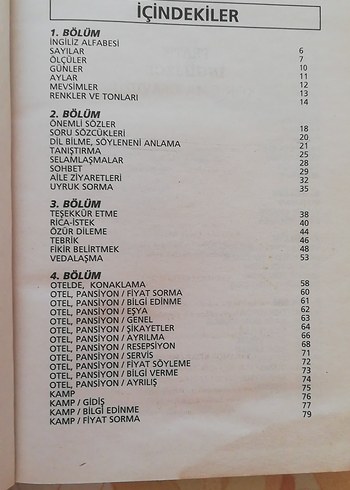 İÇİNDEKİLER
1. BÖLÜM
İNGİLİZ ALFABESİ 6
SAYILAR 7
ÖLÇÜLER 10
GÜNLER 11
AYLAR 12
MEVSİMLER 13
RENKLER VE TONLARI 14
2. BÖLÜM
ÖNEMLİ SÖZLER 18
SORU SÖZCÜKLERİ 20
DİL BİLME, SÖYLENENİ ANLAMA 21
TANIŞTIRMA 25
SELAMLAŞMALAR 28
SOHBET 29
AİLE ZİYARETLERİ 32
UYRUK SORMA 35
3. BÖLÜM
TEŞEKKÜR ETME 38
RİCA-İSTEK 40
ÖZÜR DİLEME 44
TEBRİK 46
FİKİR BELİRTMEK 48
VEDALAŞMA 53
4. BÖLÜM
OTELDE, KONAKLAMA 58
OTEL, PANSİYON / FİYAT SORMA 60
OTEL, PANSİYON / BİLGİ EDİNME 61
OTEL, PANSİYON / EŞYA 62
OTEL, PANSİYON / GENEL 63
OTEL, PANSİYON / ŞİKAYETLER 64
OTEL, PANSİYON / AYRILMA 66
OTEL, PANSİYON / RESEPSİYON 68
OTEL, PANSİYON / SERVİS 71
OTEL, PANSİYON / FİYAT SÖYLEME 72
OTEL, PANSİYON / BİLGİ VERME 73
OTEL, PANSİYON / AYRILIŞ 74
KAMP 75
KAMP / GİDİŞ 76
KAMP / BİLGİ EDİNME 77
KAMP / FİYAT SORMA 79